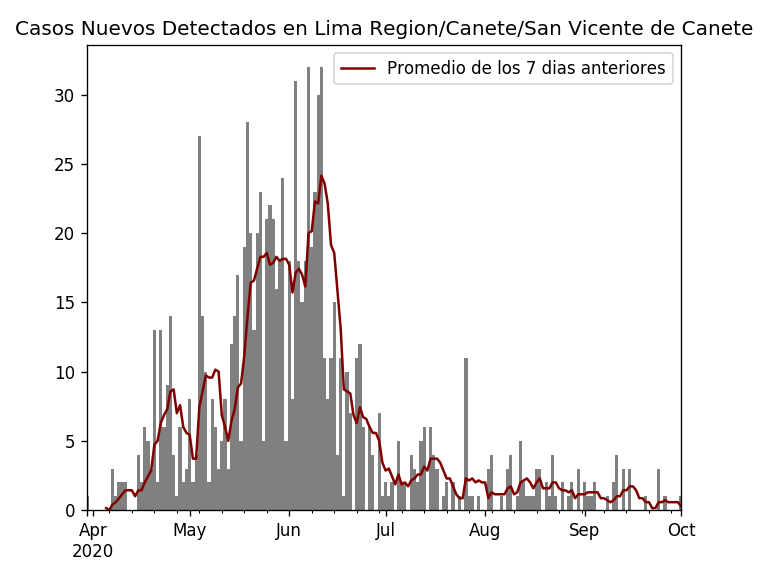 Casos Nuevos Detectados en Lima Region/Canete/San Vicente de Canete
Promedio de los 7 dias anteriores
30
25
20
15
10
5
0
Apr May Jun Jul Aug Sep Oct
2020